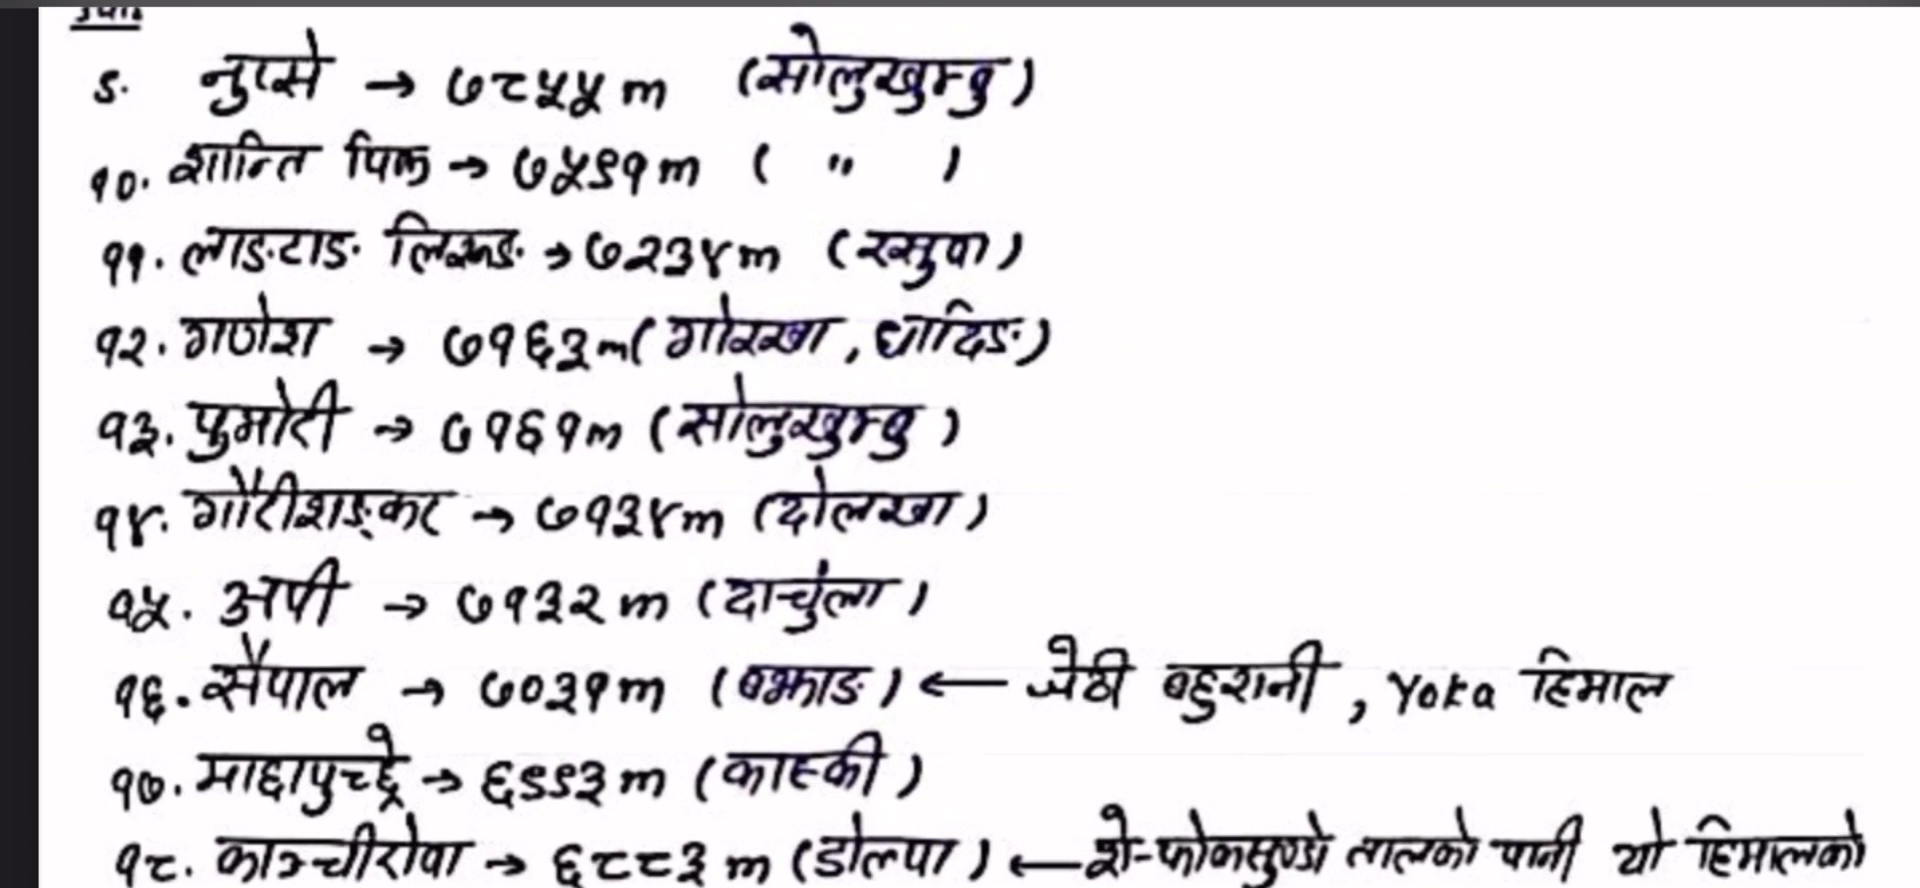 ९. नुप्से → ७८५५ m (सोलुखुम्बु)
१०. शान्ति पिक → ७५९१ m ( " )
११. लाङटाङ लिरुङ → ७२३४ m (रसुवा)
१२. गणेश → ७१६३ m (गोरखा, धादिङ)
१३. पुमोरी → ७१६१ m (सोलुखुम्बु)
१४. गौरीशङ्कर → ७१३४ m (दोलखा)
१५. अपी → ७१३२ m (दार्चुला)
१६. सैपाल → ७०३१ m (बझाङ) ← जेठी बहुरानी, Yoka हिमाल
१७. माछापुच्छ्रे → ६९९३ m (कास्की)
१८. काञ्चीरोवा → ६८८३ m (डोल्पा) ← शे-फोकसुण्डो तालको पानी यो हिमालको